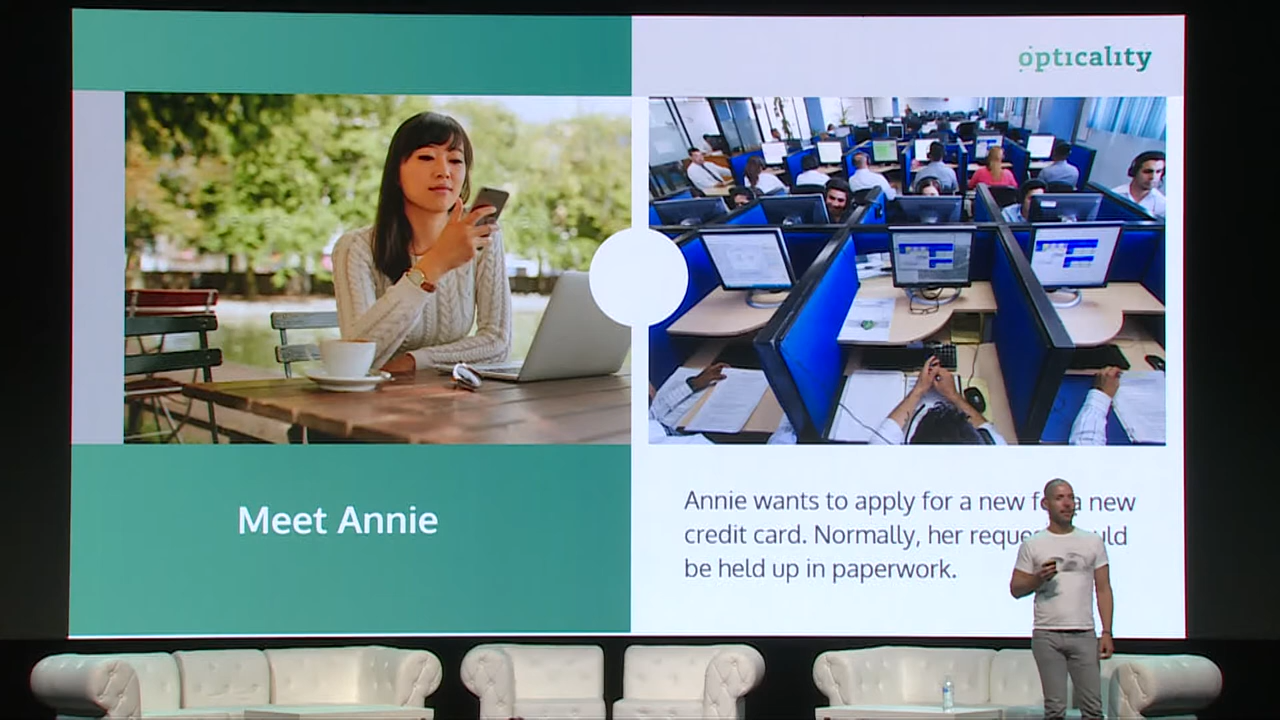 opticality
Meet Annie
Annie wants to apply for a new a new
credit card. Normally, her
be held up in paperwork.